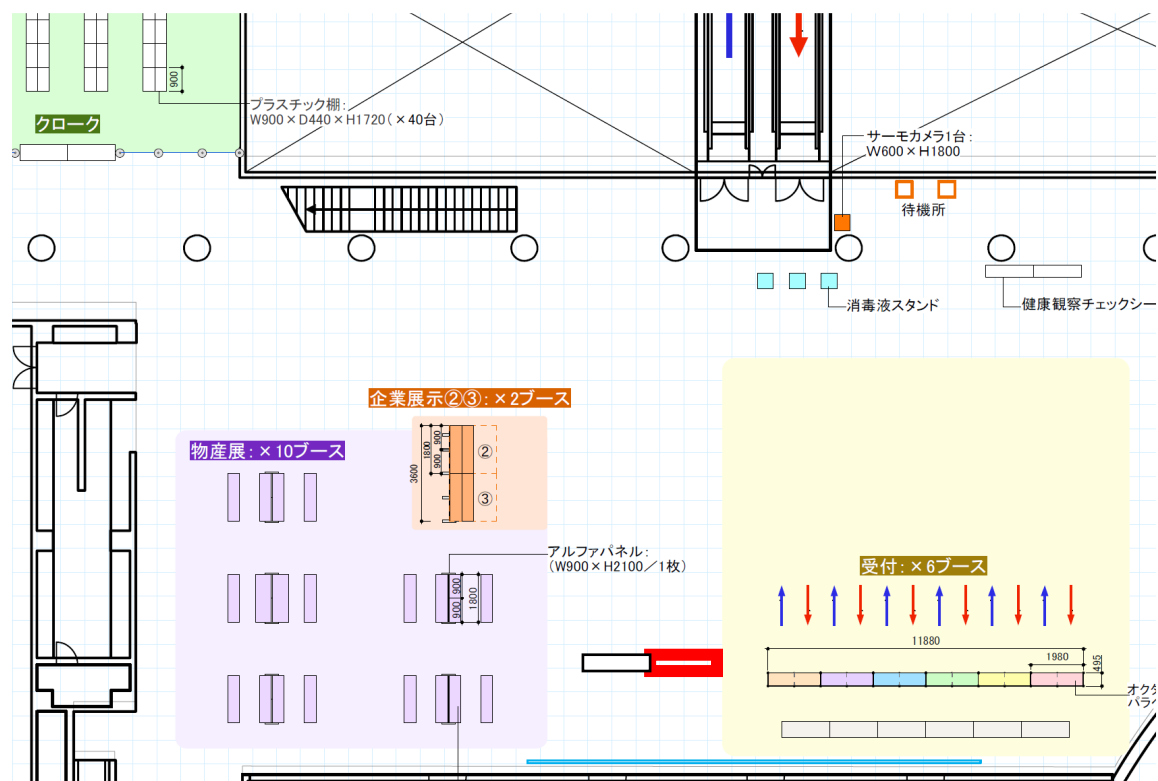 900
プラスチック棚:
W900×D440×H1720(×40台)
クローク
サーモカメラ1台:
W600×H1800
待機所
消毒液スタンド
健康観察チェックシー
企業展示②③:×2ブース
物産展:×10ブース
3600
1800
900
900
②
③
アルファパネル:
(W900×H2100/1枚)
900
900
1800
受付:×6ブース
11880
1980
495
オクタ
パラペ